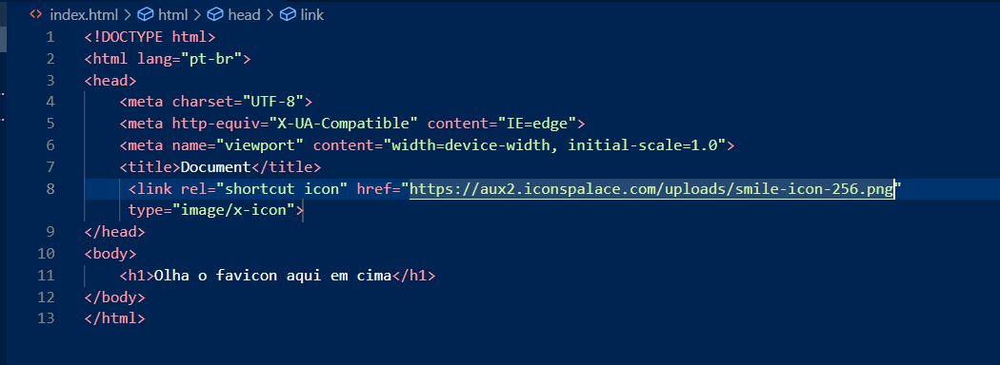 <> index.html > html > head > link
1 <!DOCTYPE html>
2 <html lang="pt-br">
3 <head>
4     <meta charset="UTF-8">
5     <meta http-equiv="X-UA-Compatible" content="IE=edge">
6     <meta name="viewport" content="width=device-width, initial-scale=1.0">
7     <title>Document</title>
8      <link rel="shortcut icon" href="https://aux2.iconspalace.com/uploads/smile-icon-256.png"
     type="image/x-icon">
9 </head>
10 <body>
11     <h1>Olha o favicon aqui em cima</h1>
12 </body>
13 </html>